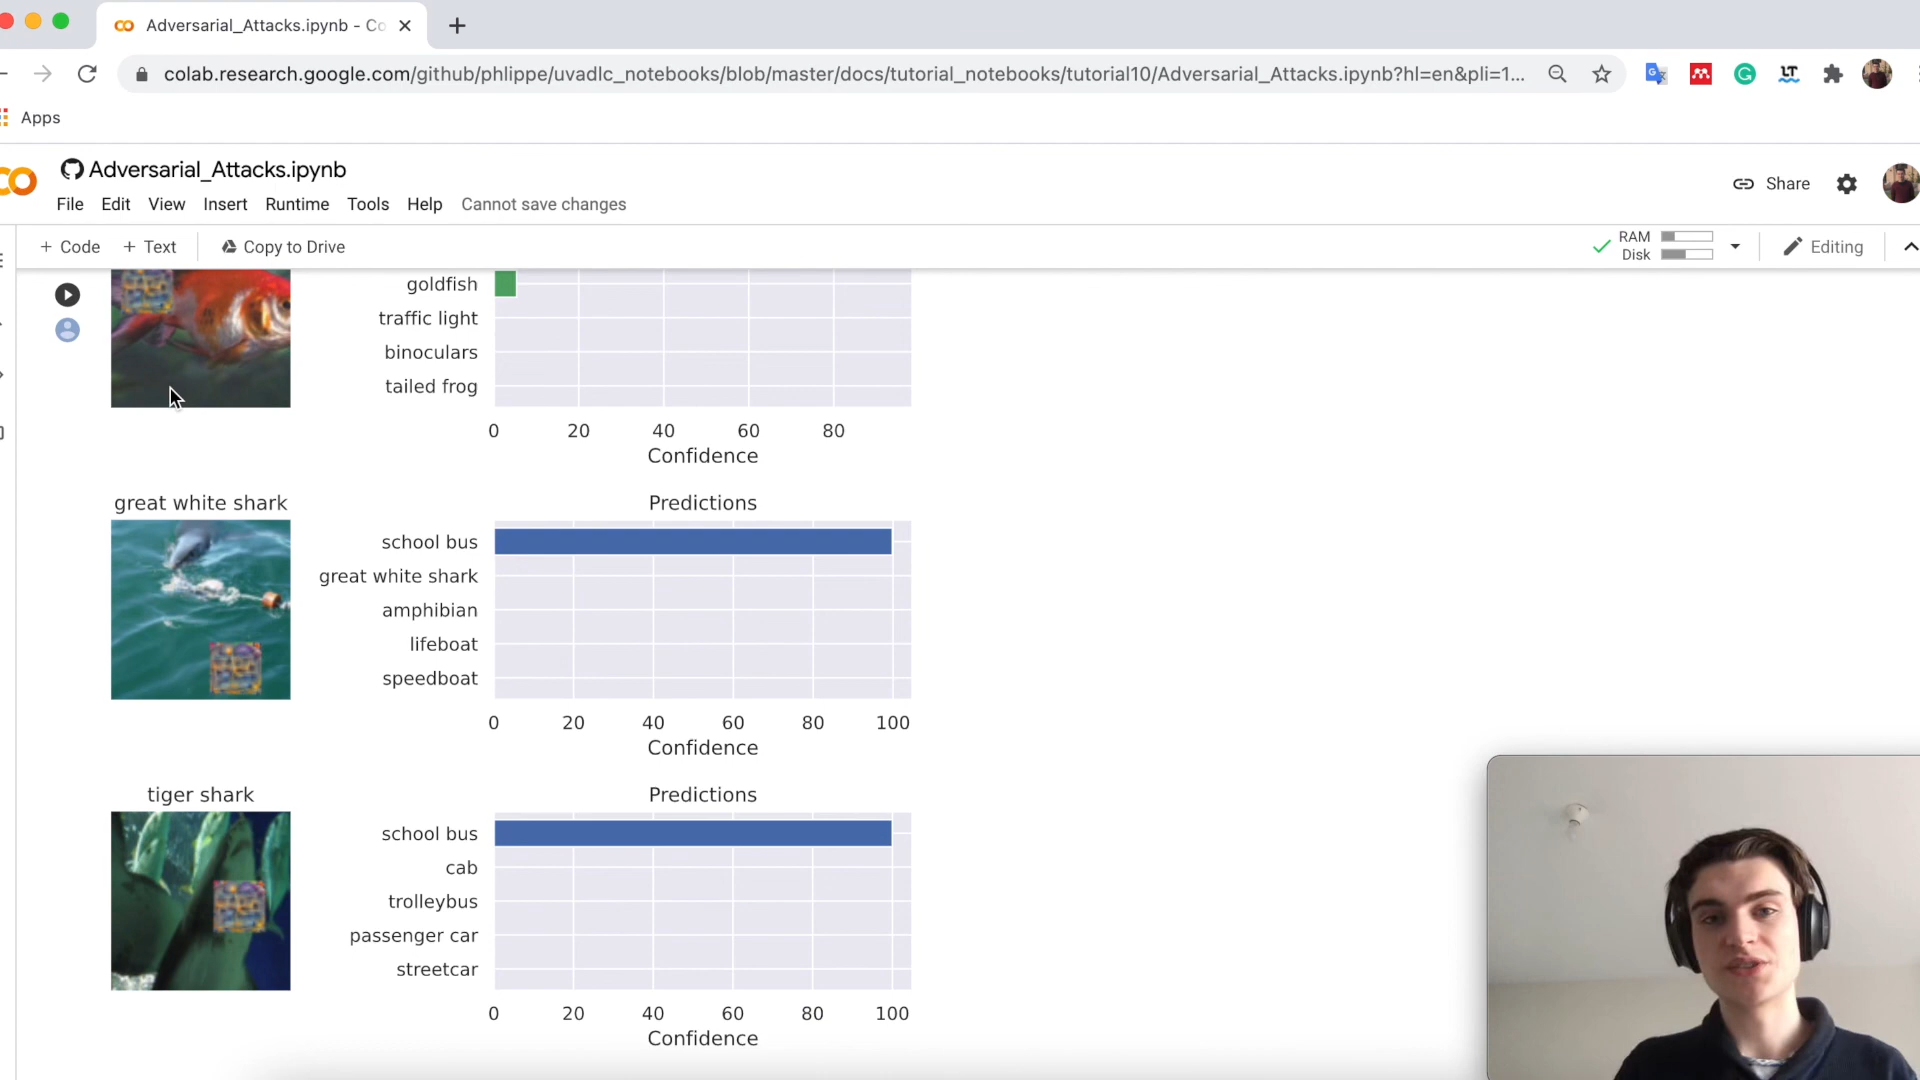 Adversarial_Attacks.ipynb - Co
colab.research.google.com/github/phlippe/uvadlc_notebooks/blob/master/docs/tutorial_notebooks/tutorial10/Adversarial_Attacks.ipynb?hl=en&pli=1...
Apps
Adversarial_Attacks.ipynb
Share
File Edit View Insert Runtime Tools Help Cannot save changes
+ Code + Text Copy to Drive
RAM
Disk
Editing
goldfish
traffic light
binoculars
tailed frog
0 20 40 60 80
Confidence
great white shark
Predictions
school bus
great white shark
amphibian
lifeboat
speedboat
0 20 40 60 80 100
Confidence
tiger shark
Predictions
school bus
cab
trolleybus
passenger car
streetcar
0 20 40 60 80 100
Confidence